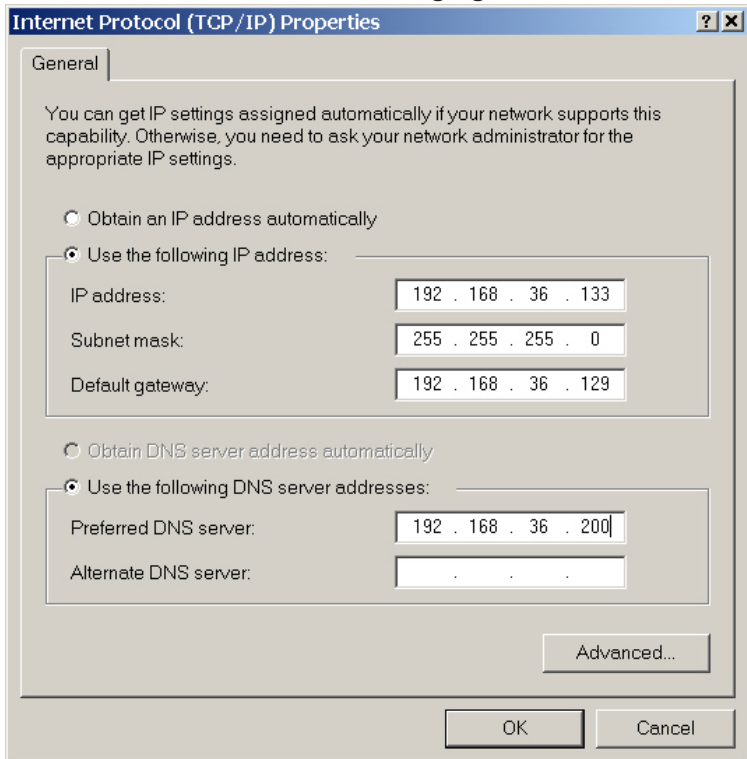 Internet Protocol (TCP/IP) Properties
General
You can get IP settings assigned automatically if your network supports this
capability. Otherwise, you need to ask your network administrator for the
appropriate IP settings.
Obtain an IP address automatically
Use the following IP address:
IP address: 192 . 168 . 36 . 133
Subnet mask: 255 . 255 . 255 . 0
Default gateway: 192 . 168 . 36 . 129
Obtain DNS server address automatically
Use the following DNS server addresses:
Preferred DNS server: 192 . 168 . 36 . 200
Alternate DNS server: . . .
Advanced...
OK Cancel